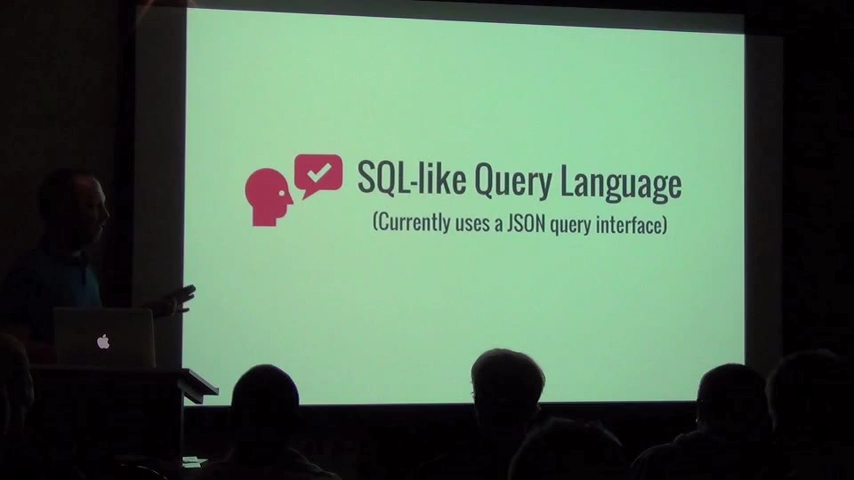 SQL-like Query Language
(Currently uses a JSON query interface)